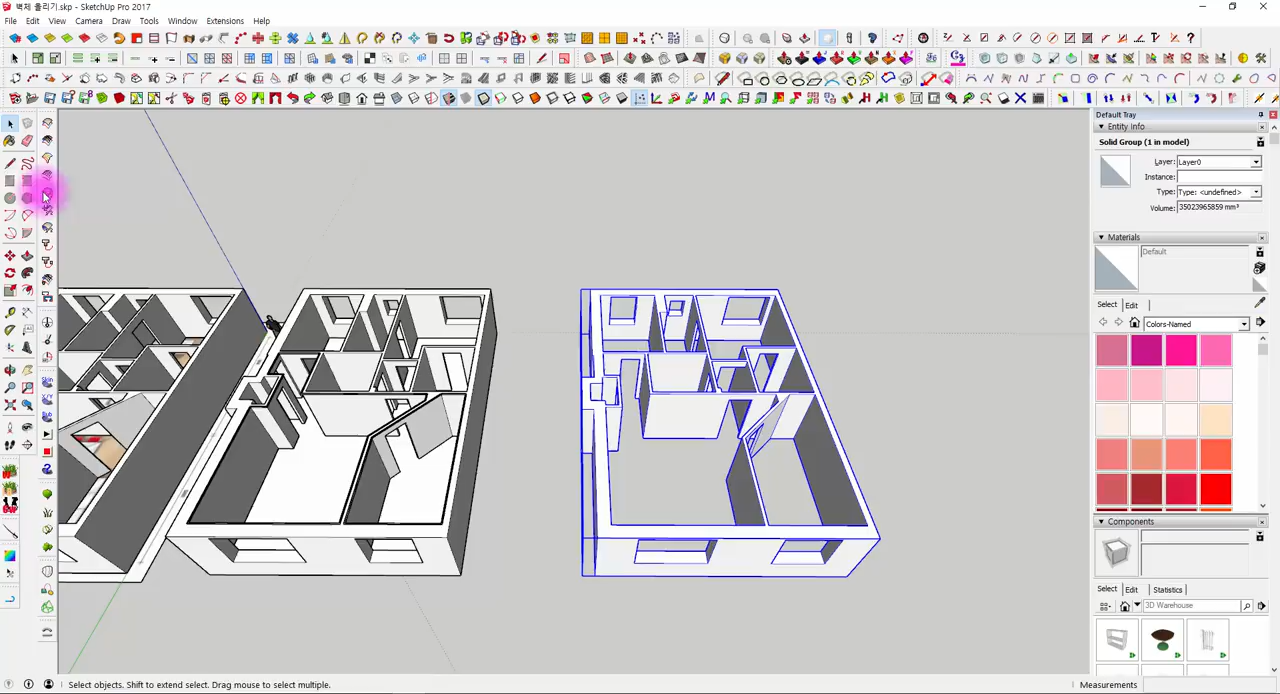 벽체 올리기.skp - SketchUp Pro 2017
File Edit View Camera Draw Tools Window Extensions Help
Default Tray
Entity Info
Solid Group (1 in model)
Layer: Layer0
Instance:
Type: Type: <undefined>
Volume: 35023965859 mm³
Materials
Default
Select Edit
Colors-Named
Components
Select Edit Statistics
3D Warehouse
Select objects. Shift to extend select. Drag mouse to select multiple.
Measurements